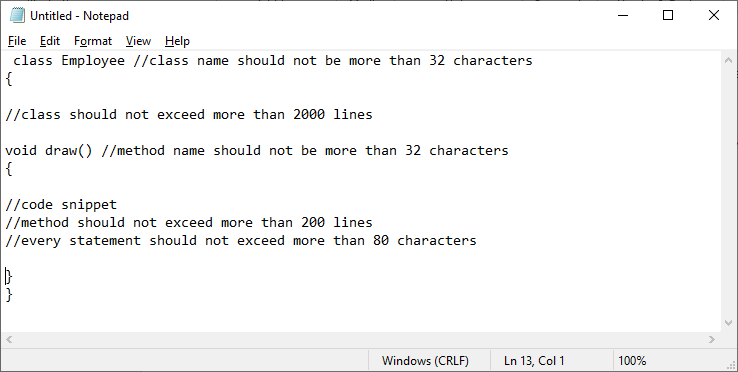 Untitled - Notepad
File Edit Format View Help
class Employee //class name should not be more than 32 characters
{
//class should not exceed more than 2000 lines
void draw() //method name should not be more than 32 characters
{
//code snippet
//method should not exceed more than 200 lines
//every statement should not exceed more than 80 characters
}
}
Windows (CRLF) Ln 13, Col 1 100%